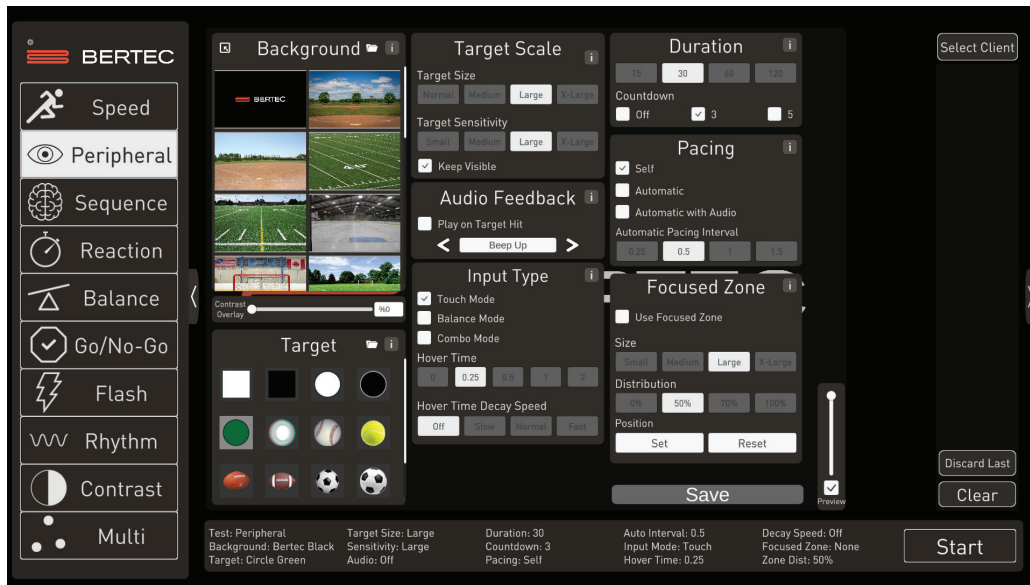 BERTEC
Speed
Peripheral
Sequence
Reaction
Balance
Go/No-Go
Flash
Rhythm
Contrast
Multi
Background
i
BERTEC
Contrast
Overlay
%0
Target
i
Target Scale
i
Target Size
Normal Medium Large X-Large
Target Sensitivity
Small Medium Large X-Large
Keep Visible
Audio Feedback
i
Play on Target Hit
Beep Up
Input Type
i
Touch Mode
Balance Mode
Combo Mode
Hover Time
0 0.25 0.5 1 2
Hover Time Decay Speed
Off Slow Normal Fast
Duration
i
15 30 60 120
Countdown
Off 3 5
Pacing
i
Self
Automatic
Automatic with Audio
Automatic Pacing Interval
0.25 0.5 1 1.5
Focused Zone
i
Use Focused Zone
Size
Small Medium Large X-Large
Distribution
0% 50% 70% 100%
Position
Set Reset
Save
Preview
Select Client
Discard Last
Clear
Test: Peripheral
Background: Bertec Black
Target: Circle Green
Target Size: Large
Sensitivity: Large
Audio: Off
Duration: 30
Countdown: 3
Pacing: Self
Auto Interval: 0.5
Input Mode: Touch
Hover Time: 0.25
Decay Speed: Off
Focused Zone: None
Zone Dist: 50%
Start